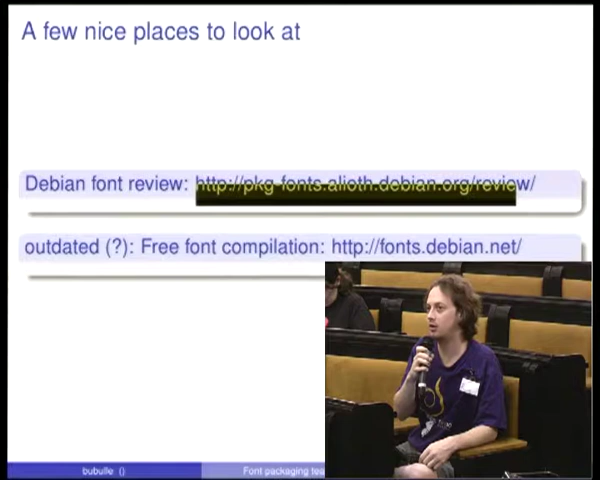 A few nice places to look at
Debian font review: http://pkg-fonts.alioth.debian.org/review/
outdated (?): Free font compilation: http://fonts.debian.net/
bubulle ()
Font packaging tea